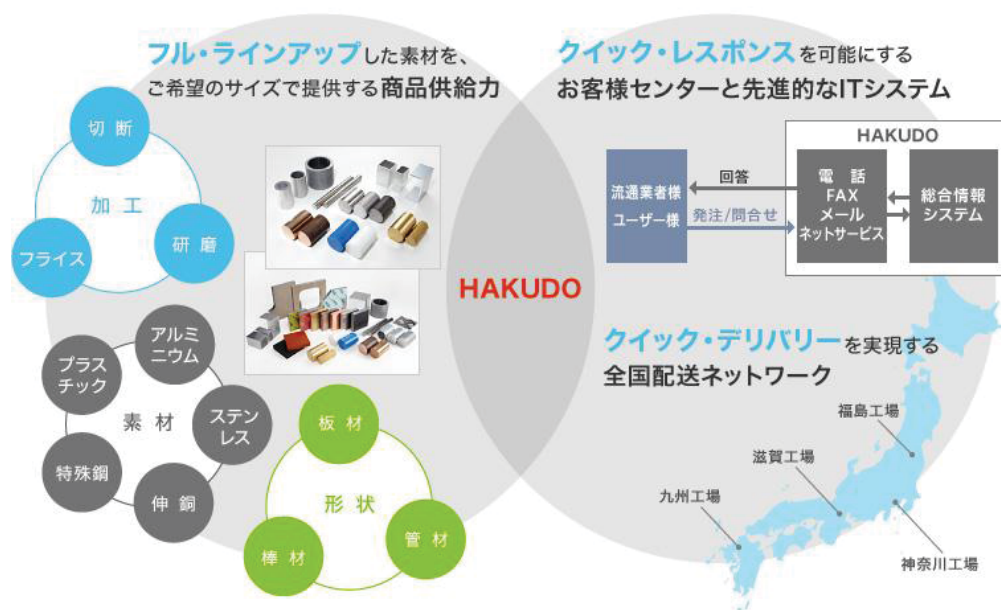 フル・ラインアップした素材を、
ご希望のサイズで提供する商品供給力
切断
加工
フライス
研磨
アルミ
ニウム
プラス
チック
素材
ステン
レス
特殊鋼
伸銅
板材
形状
棒材
管材
HAKUDO
クイック・レスポンスを可能にする
お客様センターと先進的なITシステム
HAKUDO
流通業者様
ユーザー様
回答
発注/問合せ
電話
FAX
メール
ネットサービス
総合情報
システム
クイック・デリバリーを実現する
全国配送ネットワーク
福島工場
滋賀工場
九州工場
神奈川工場